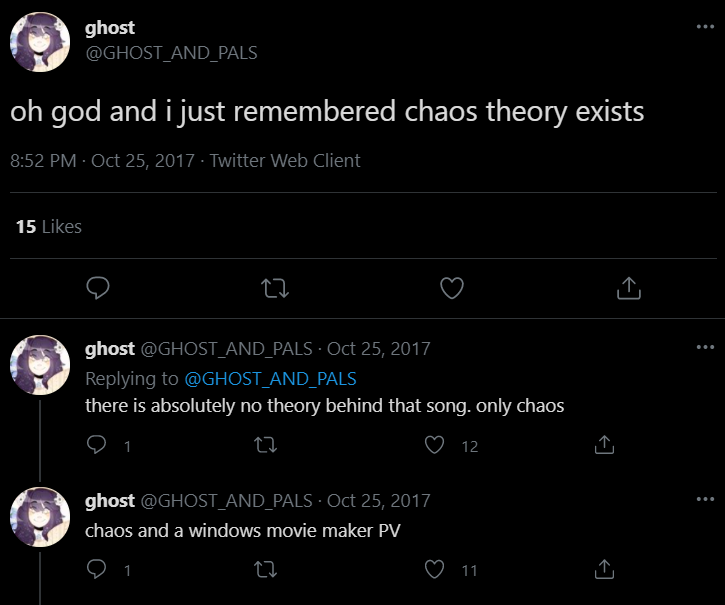 ghost
@GHOST_AND_PALS
oh god and i just remembered chaos theory exists
8:52 PM · Oct 25, 2017 · Twitter Web Client
15 Likes
ghost @GHOST_AND_PALS · Oct 25, 2017
Replying to @GHOST_AND_PALS
there is absolutely no theory behind that song. only chaos
1 12
ghost @GHOST_AND_PALS · Oct 25, 2017
chaos and a windows movie maker PV
1 11